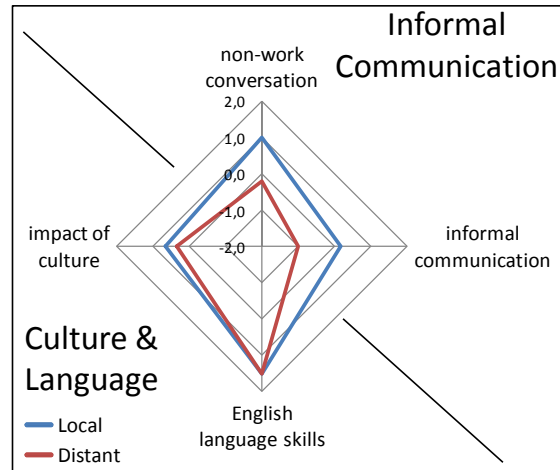 Informal
Communication
non-work
conversation
2,0
1,0
0,0
-1,0
-2,0
impact of
culture
informal
communication
Culture &
Language
English
language skills
Local
Distant